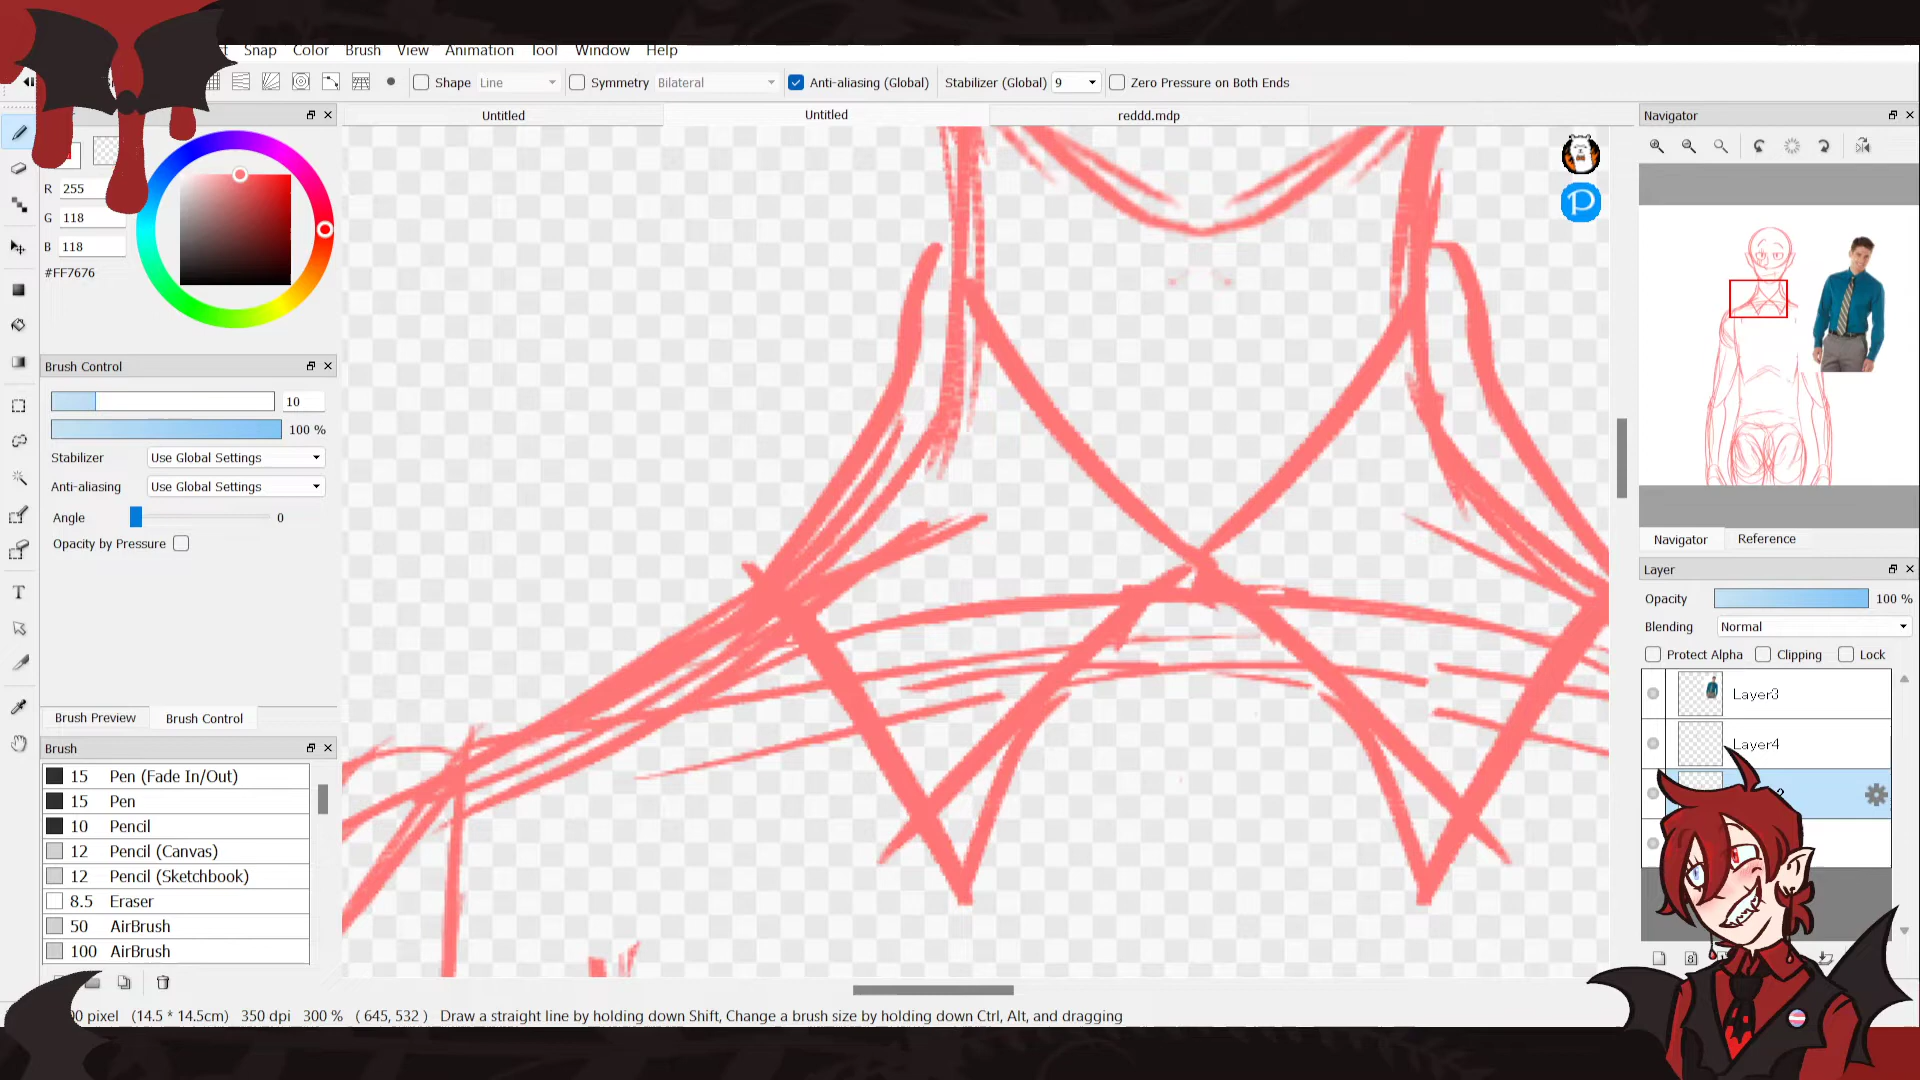 Snap Color Brush View Animation Tool Window Help
Shape Line Symmetry Bilateral Anti-aliasing (Global) Stabilizer (Global) 9 Zero Pressure on Both Ends
Untitled Untitled reddd.mdp
R 255
G 118
B 118
#FF7676
Brush Control
10
100 %
Stabilizer Use Global Settings
Anti-aliasing Use Global Settings
Angle 0
Opacity by Pressure
Brush Preview Brush Control
Brush
15 Pen (Fade In/Out)
15 Pen
10 Pencil
12 Pencil (Canvas)
12 Pencil (Sketchbook)
8.5 Eraser
50 AirBrush
100 AirBrush
pixel (14.5 * 14.5cm) 350 dpi 300 % ( 645, 532 ) Draw a straight line by holding down Shift, Change a brush size by holding down Ctrl, Alt, and dragging
Navigator
Navigator Reference
Layer
Opacity 100 %
Blending Normal
Protect Alpha Clipping Lock
Layer3
Layer4